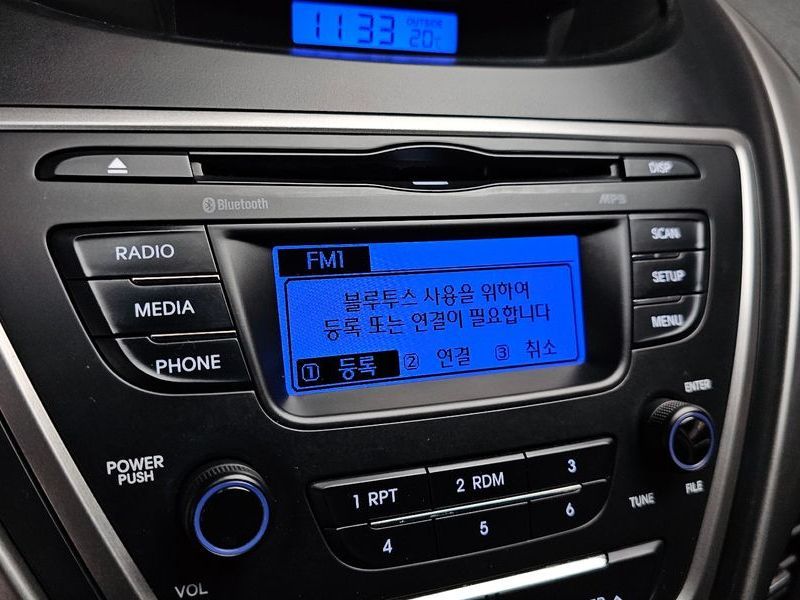 11:33 OUTSIDE 20℃
DISP
Bluetooth
MP3
RADIO
SCAN
FM1
SETUP
블루투스 사용을 위하여
MEDIA
등록 또는 연결이 필요합니다
MENU
PHONE
① 등록 ② 연결 ③ 취소
ENTER
POWER
PUSH
1 RPT 2 RDM 3
TUNE FILE
4 5 6
VOL